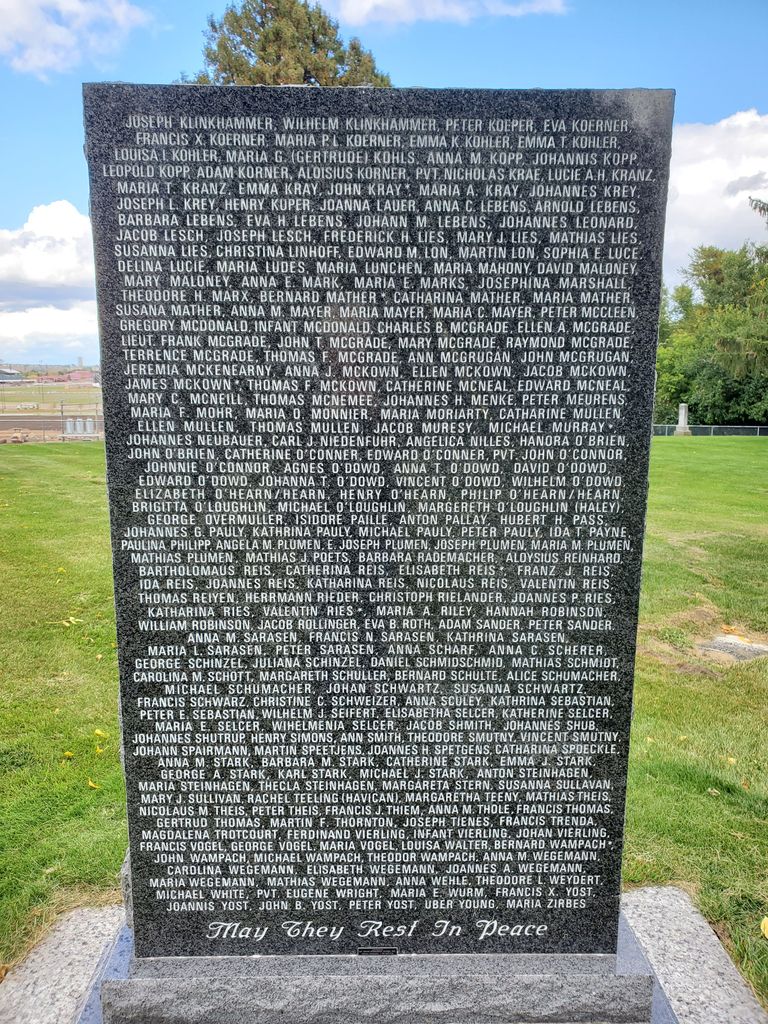 JOSEPH KLINKHAMMER, WILHELM KLINKHAMMER, PETER KOEPER, EVA KOERNER,
FRANCIS X. KOERNER, MARIA P.L. KOERNER, EMMA K. KOHLER, EMMA T. KOHLER,
LOUISA I. KOHLER, MARIA G. (GERTRUDE) KOHLS, ANNA M. KOPP, JOHANNIS KOPP,
LEOPOLD KOPP, ADAM KORNER, ALOISIUS KORNER, PVT. NICHOLAS KRAE, LUCIE A.H. KRANZ,
MARIA T. KRANZ, EMMA KRAY, JOHN KRAY*, MARIA A. KRAY, JOHANNES KREY,
JOSEPH L. KREY, HENRY KUPER, JOANNA LAUER, ANNA C. LEBENS, ARNOLD LEBENS,
BARBARA LEBENS, EVA H. LEBENS, JOHANN M. LEBENS, JOHANNES LEONARD,
JACOB LESCH, JOSEPH LESCH, FREDERICK H. LIES, MARY J. LIES, MATHIAS LIES,
SUSANNA LIES, CHRISTINA LINHOFF, EDWARD M. LON, MARTIN LON, SOPHIA E. LUCE,
DELINA LUCIE, MARIA LUDES, MARIA LUNCHEN, MARIA MAHONY, DAVID MALONEY,
MARY MALONEY, ANNA E. MARK, MARIA E. MARKS, JOSEPHINA MARSHALL,
THEODORE H. MARX, BERNARD MATHER*, CATHARINA MATHER, MARIA MATHER,
SUSANA MATHER, ANNA M. MAYER, MARIA MAYER, MARIA C. MAYER, PETER MCCLEEN,
GREGORY MCDONALD, INFANT MCDONALD, CHARLES B. MCGRADE, ELLEN A. MCGRADE,
LIEUT. FRANK MCGRADE, JOHN T. MCGRADE, MARY MCGRADE, RAYMOND MCGRADE,
TERRENCE MCGRADE, THOMAS F. MCGRADE, ANN MCGRUGAN, JOHN MCGRUGAN,
JEREMIA MCKENEARNY, ANNA J. MCKOWN, ELLEN MCKOWN, JACOB MCKOWN,
JAMES MCKOWN*, THOMAS F. MCKOWN, CATHERINE MCNEAL, EDWARD MCNEAL,
MARY C. MCNEILL, THOMAS MCNEMEE, JOHANNES H. MENKE, PETER MEURENS,
MARIA F. MOHR, MARIA O. MONNIER, MARIA MORIARTY, CATHARINE MULLEN,
ELLEN MULLEN, THOMAS MULLEN, JACOB MURESY, MICHAEL MURRAY*,
JOHANNES NEUBAUER, CARL J. NIEDENFUHR, ANGELICA NILLES, HANORA O'BRIEN,
JOHN O'BRIEN, CATHERINE O'CONNER, EDWARD O'CONNER, PVT. JOHN O'CONNOR,
JOHNNIE O'CONNOR, AGNES O'DOWD, ANNA T. O'DOWD, DAVID O'DOWD,
EDWARD O'DOWD, JOHANNA T. O'DOWD, VINCENT O'DOWD, WILHELM O'DOWD
ELIZABETH O'HEARN/HEARN, HENRY O'HEARN, PHILIP O'HEARN/HEARN
BRIGITTA O'LOUGHLIN, MICHAEL O'LOUGHLIN, MARGERETH O'LOUGHLIN (HALEY),
GEORGE OVERMULLER, ISIDORE PAILLE, ANTON PALLAY, HUBERT H. PASS,
JOHANNES G. PAULY, KATHRINA PAULY, MICHAEL PAULY, PETER PAULY, IDA T. PAYNE,
PAULINA PHILIPP, ANGELA M. PLUMEN, E. JOSEPH PLUMEN, JOSEPH PLUMEN, MARIA M. PLUMEN,
MATHIAS PLUMEN, MATHIAS J. POETS, BARBARA RADEMACHER, ALOYSIUS REINHARD,
BARTHOLOMAUS REIS, CATHERINA REIS, ELISABETH REIS*, FRANZ J. REIS,
IDA REIS, JOANNES REIS, KATHARINA REIS, NICOLAUS REIS, VALENTIN REIS,
THOMAS REIYEN, HERRMANN RIEDER, CHRISTOPH RIELANDER, JOANNES P. RIES,
KATHARINA RIES, VALENTIN RIES*, MARIA A. RILEY, HANNAH ROBINSON,
WILLIAM ROBINSON, JACOB ROLLINGER, EVA B. ROTH, ADAM SANDER, PETER SANDER,
ANNA M. SARASEN, FRANCIS N. SARASEN, KATHRINA SARASEN,
MARIA L. SARASEN, PETER SARASEN, ANNA SCHARF, ANNA C. SCHERER,
GEORGE SCHINZEL, JULIANA SCHINZEL, DANIEL SCHMIDSCHMID, MATHIAS SCHMIDT,
CAROLINA M. SCHOTT, MARGARETH SCHULLER, BERNARD SCHULTE, ALICE SCHUMACHER,
MICHAEL SCHUMACHER, JOHAN SCHWARTZ, SUSANNA SCHWARTZ,
FRANCIS SCHWARZ, CHRISTINE C. SCHWEIZER, ANNA SCULEY, KATHRINA SEBASTIAN,
PETER E. SEBASTIAN, WILHELM J. SEIFERT, ELISABETHA SELCER, KATHERINE SELCER,
MARIA E. SELCER, WIHELMENIA SELCER, JACOB SHMITH, JOHANNES SHUB,
JOHANNES SHUTRUP, HENRY SIMONS, ANN SMITH, THEODORE SMUTNY, VINCENT SMUTNY,
JOHANN SPAIRMANN, MARTIN SPEETJENS, JOANNES H. SPETGENS, CATHARINA SPOECKLE,
ANNA M. STARK, BARBARA M. STARK, CATHERINE STARK, EMMA J. STARK,
GEORGE A. STARK, KARL STARK, MICHAEL J. STARK, ANTON STEINHAGEN,
MARIA STEINHAGEN, THECLA STEINHAGEN, MARGARETA STERN, SUSANNA SULLAVAN,
MARY J. SULLIVAN, RACHEL TEELING (HAVICAN), MARGARETHA TEENY, MATHIAS THEIS,
NICOLAUS M. THEIS, PETER THEIS, FRANCIS J. THIEM, ANNA M. THOLE, FRANCIS THOMAS,
GERTRUD THOMAS, MARTIN F. THORNTON, JOSEPH TIENES, FRANCIS TRENDA,
MAGDALENA TROTCOURT, FERDINAND VIERLING, INFANT VIERLING, JOHAN VIERLING,
FRANCIS VOGEL, GEORGE VOGEL, MARIA VOGEL, LOUISA WALTER, BERNARD WAMPACH*,
JOHN WAMPACH, MICHAEL WAMPACH, THEODOR WAMPACH, ANNA M. WEGEMANN,
CAROLINA WEGEMANN, ELISABETH WEGEMANN, JOANNES A. WEGEMANN,
MARIA WEGEMANN, MATHIAS WEGEMANN, ANNA WEHLE, THEODORE L. WEYDERT,
MICHAEL WHITE, PVT. EUGENE WRIGHT, MARIA E. WURM, FRANCIS X. YOST,
JOANNIS YOST, JOHN B. YOST, PETER YOST, UBER YOUNG, MARIA ZIRBES
May They Rest In Peace